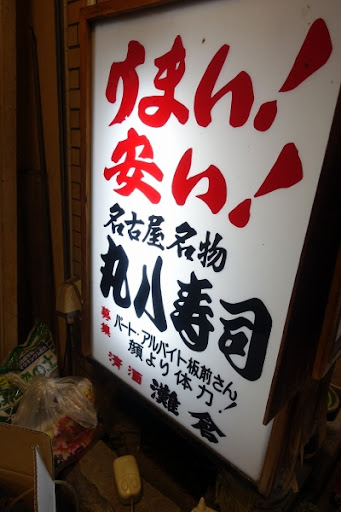 うまい!
安い!
名古屋名物
丸八寿司
募集
パート・アルバイト板前さん
顔より体力!
清酒 灘 倉